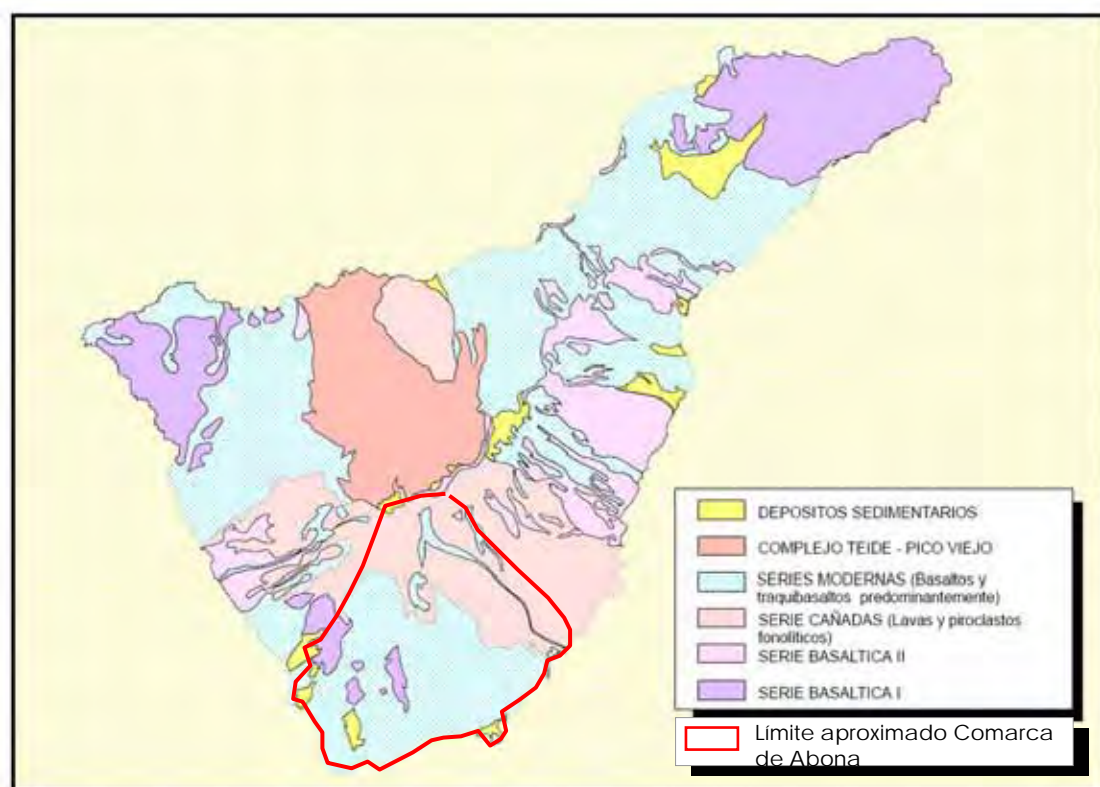 DEPOSITOS SEDIMENTARIOS
COMPLEJO TEIDE - PICO VIEJO
SERIES MODERNAS (Basaltos y
traquibasaltos predominantemente)
SERIE CAÑADAS (Lavas y piroclastos
fonolíticos)
SERIE BASALTICA II
SERIE BASALTICA I
Límite aproximado Comarca
de Abona